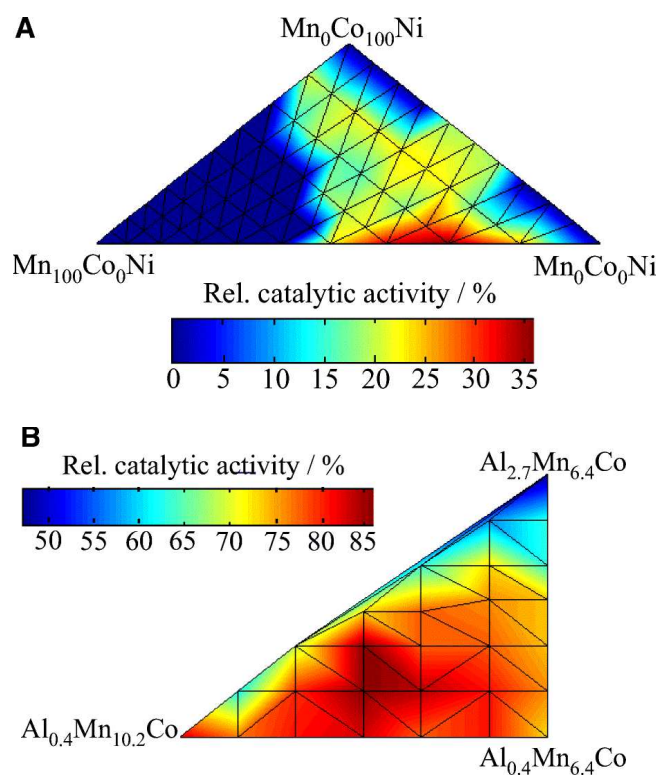 A
Mn₀Co₁₀₀Ni
Mn₁₀₀Co₀Ni
Mn₀Co₀Ni
Rel. catalytic activity / %
0 5 10 15 20 25 30 35
B
Rel. catalytic activity / %
50 55 60 65 70 75 80 85
Al₂.₇Mn₆.₄Co
Al₀.₄Mn₁₀.₂Co
Al₀.₄Mn₆.₄Co